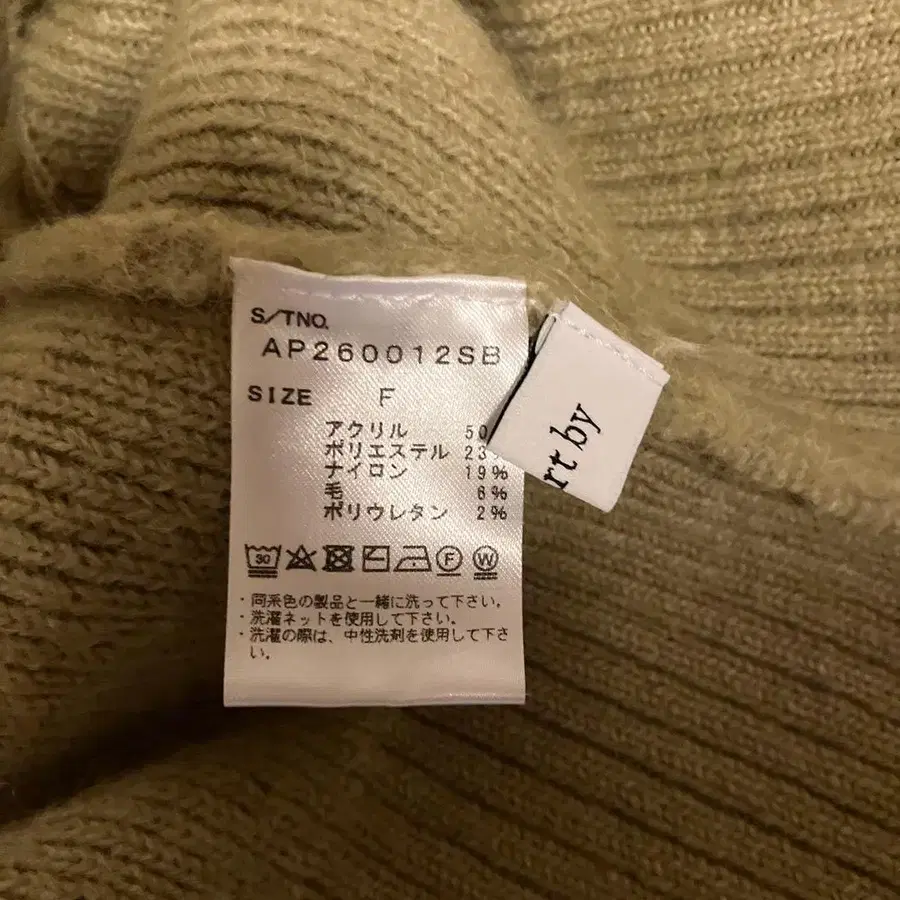 S/TNO.
AP260012SB
SIZE F
アクリル 50
ポリエステル 23
ナイロン 19%
毛 6%
ポリウレタン 2%
30 F W
・同系色の製品と一緒に洗って下さい。
・洗濯ネットを使用して下さい。
・洗濯の際は、中性洗剤を使用して下さ
い。
rt by